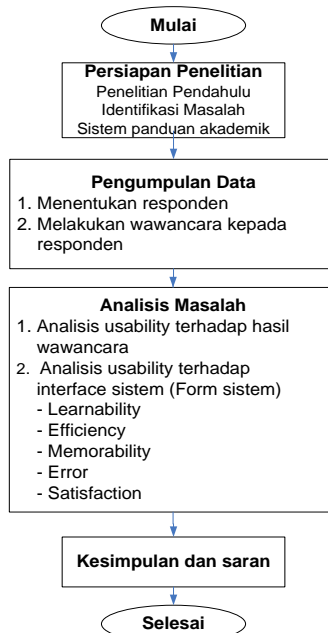 Mulai
Persiapan Penelitian
Penelitian Pendahulu
Identifikasi Masalah
Sistem panduan akademik
Pengumpulan Data
1. Menentukan responden
2. Melakukan wawancara kepada
responden
Analisis Masalah
1. Analisis usability terhadap hasil
wawancara
2. Analisis usability terhadap
interface sistem (Form sistem)
- Learnability
- Efficiency
- Memorability
- Error
- Satisfaction
Kesimpulan dan saran
Selesai